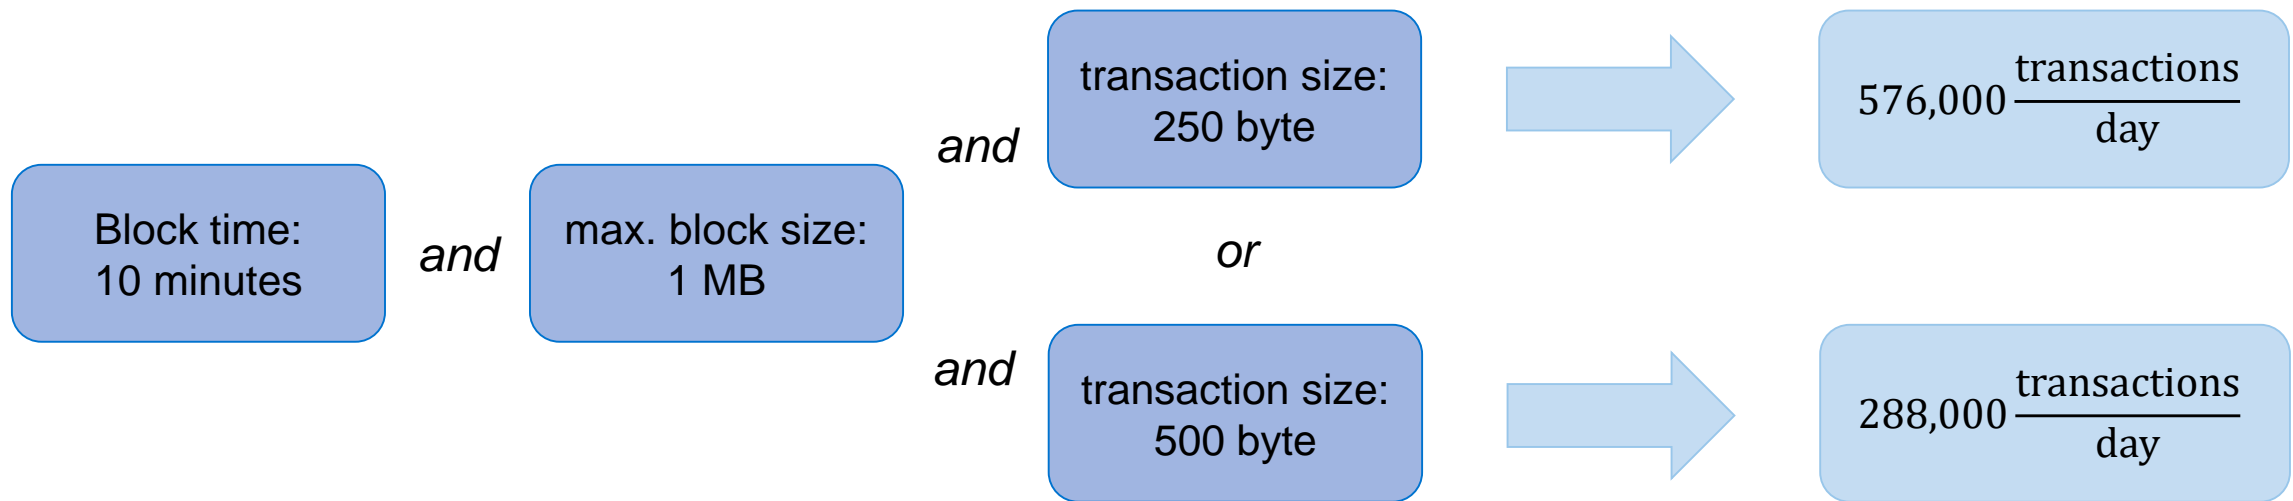 Block time:
10 minutes
and
max. block size:
1 MB
and
transaction size:
250 byte
576,000 transactions
day
or
and
transaction size:
500 byte
288,000 transactions
day